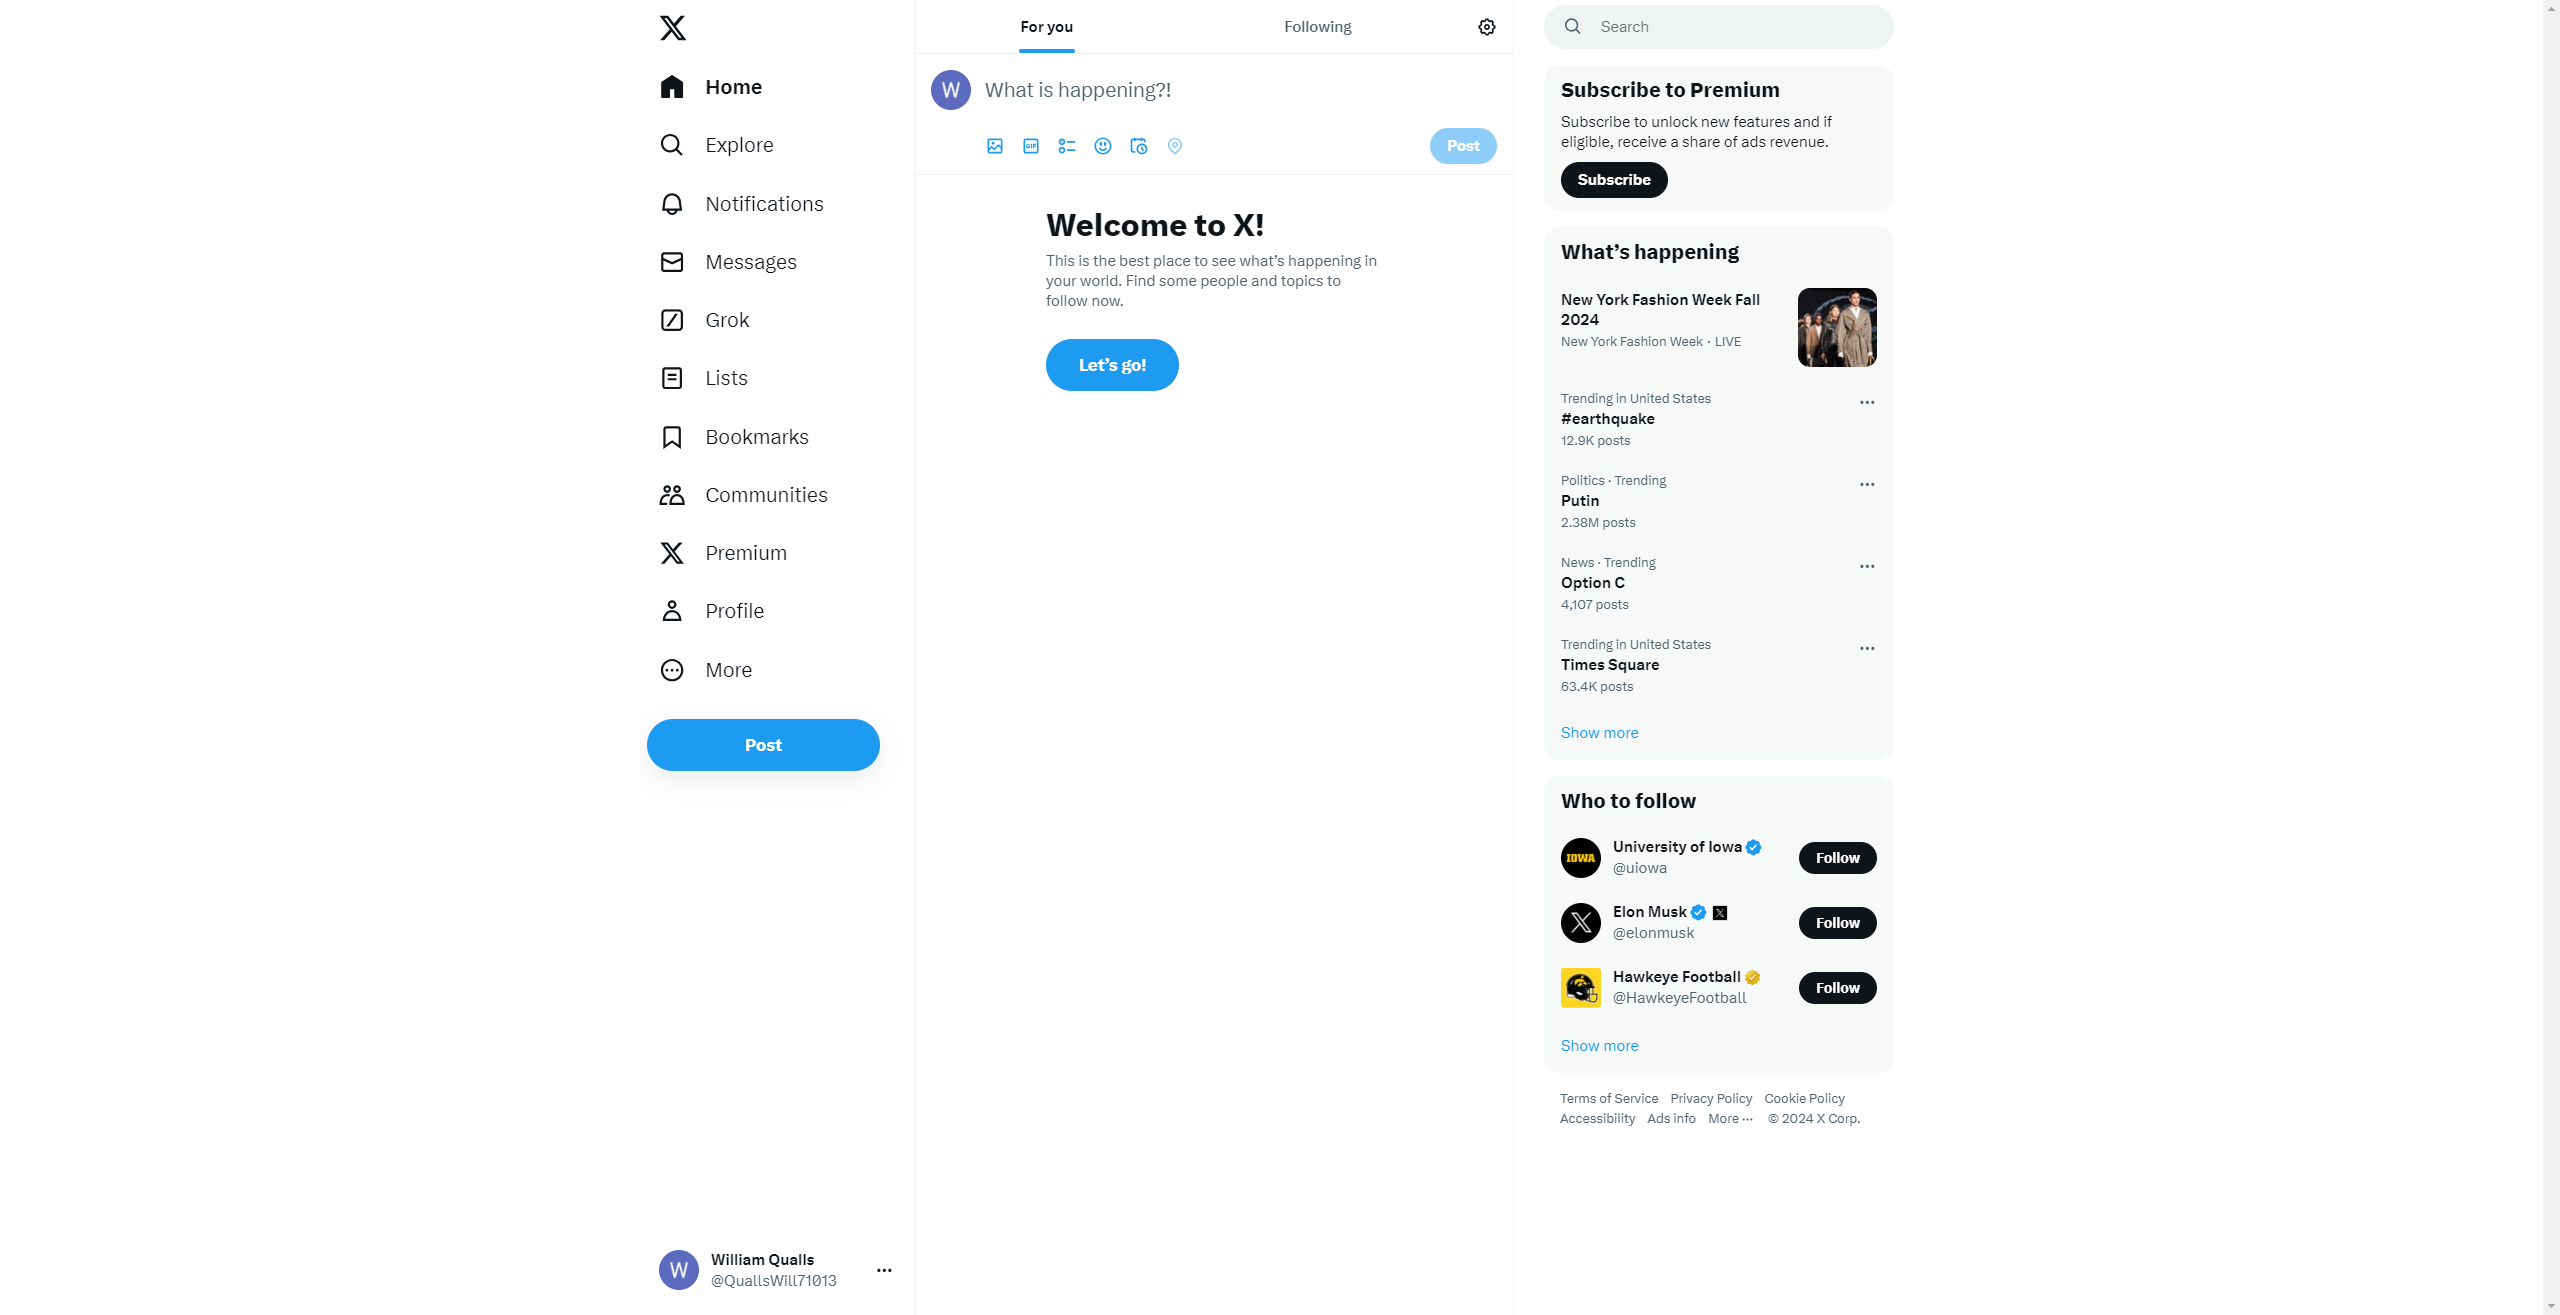 Home
Explore
Notifications
Messages
Grok
Lists
Bookmarks
Communities
Premium
Profile
More
Post
W
William Qualls
@QuallsWill71013
For you
Following
W
What is happening?!
GIF
Post
Welcome to X!
This is the best place to see what’s happening in
your world. Find some people and topics to
follow now.
Let’s go!
Search
Subscribe to Premium
Subscribe to unlock new features and if
eligible, receive a share of ads revenue.
Subscribe
What’s happening
New York Fashion Week Fall
2024
New York Fashion Week · LIVE
Trending in United States
#earthquake
12.9K posts
Politics · Trending
Putin
2.38M posts
News · Trending
Option C
4,107 posts
Trending in United States
Times Square
63.4K posts
Show more
Who to follow
IOWA
University of Iowa
@uiowa
Follow
Elon Musk
@elonmusk
Follow
Hawkeye Football
@HawkeyeFootball
Follow
Show more
Terms of Service Privacy Policy Cookie Policy
Accessibility Ads info More ··· © 2024 X Corp.